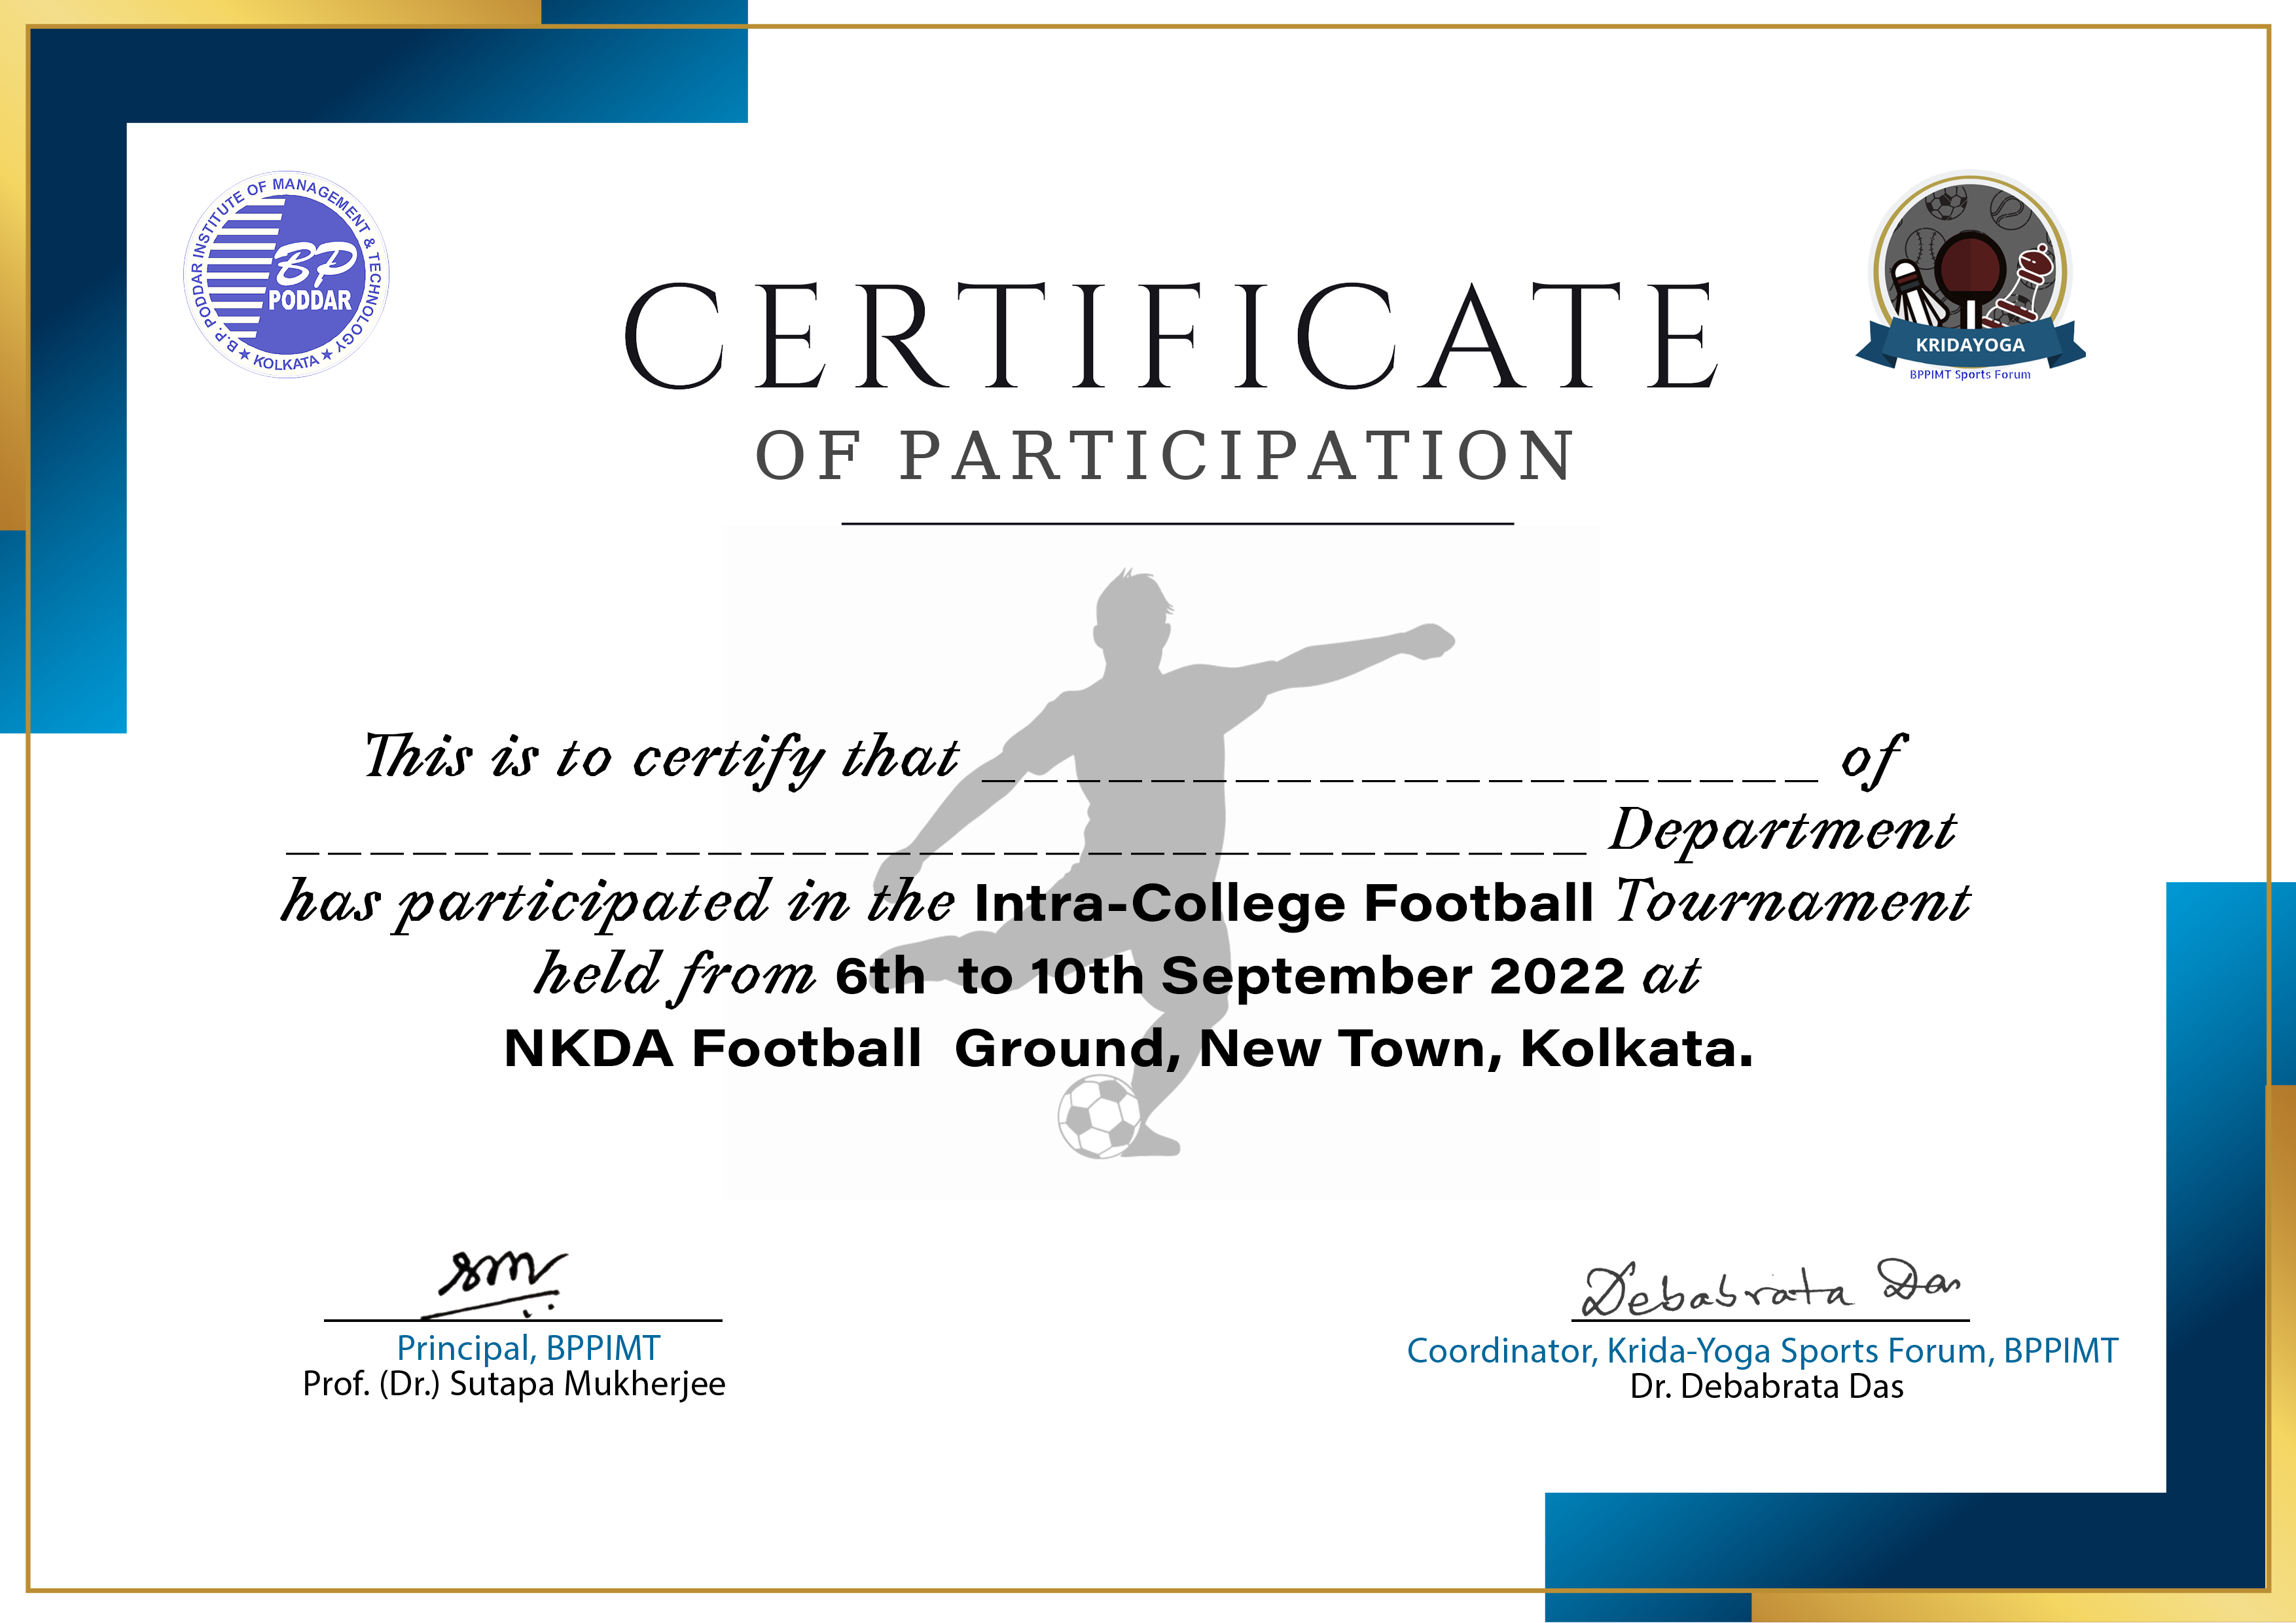 B.P. PODDAR INSTITUTE OF MANAGEMENT & TECHNOLOGY
★ KOLKATA ★
BP
PODDAR
KRIDAYOGA
BPPIMT Sports Forum
CERTIFICATE
OF PARTICIPATION
This is to certify that ____________________ of
_______________________________ Department
has participated in the Intra-College Football Tournament
held from 6th to 10th September 2022 at
NKDA Football Ground, New Town, Kolkata.
sm
Debabrata Das
Principal, BPPIMT
Prof. (Dr.) Sutapa Mukherjee
Coordinator, Krida-Yoga Sports Forum, BPPIMT
Dr. Debabrata Das